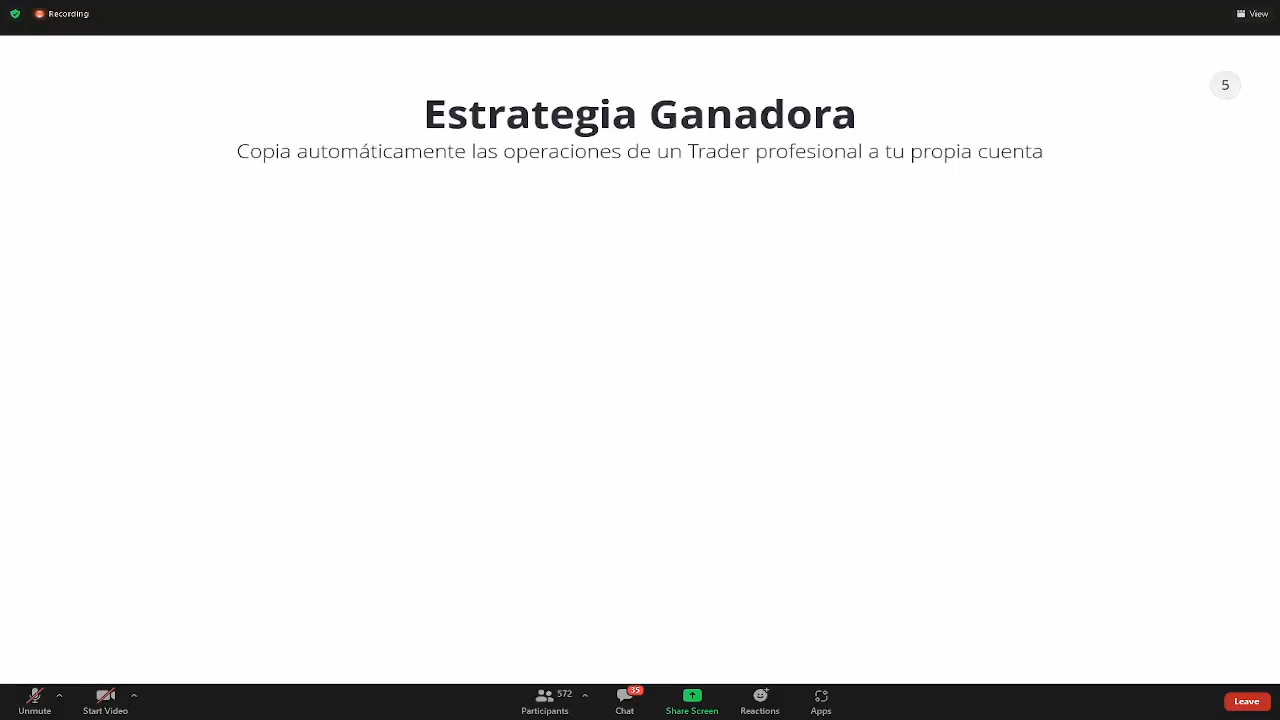 Recording
View
5
Estrategia Ganadora
Copia automáticamente las operaciones de un Trader profesional a tu propia cuenta
Unmute
Start Video
572
Participants
35
Chat
Share Screen
Reactions
Apps
Leave